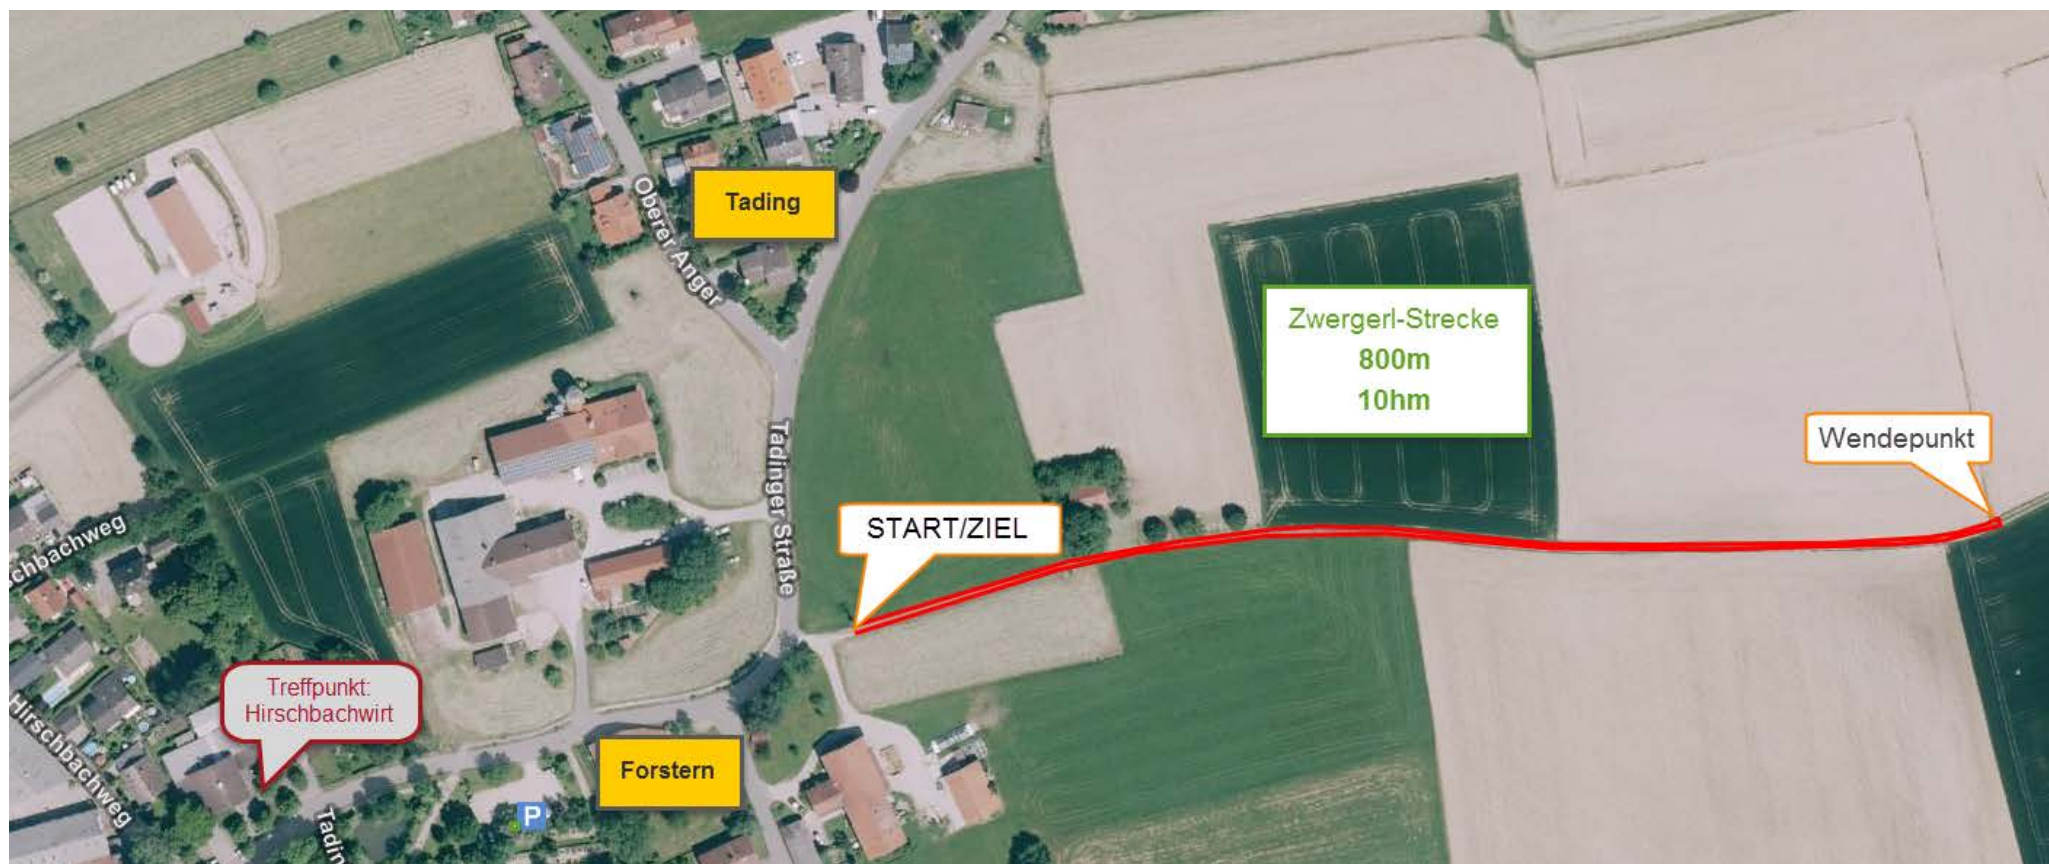 Tading
Oberer Anger
Zwergerl-Strecke
800m
10hm
Wendepunkt
Tadinger Straße
START/ZIEL
chbachweg
Treffpunkt:
Hirschbachwirt
Hirschbachweg
Forstern
P
Tadin